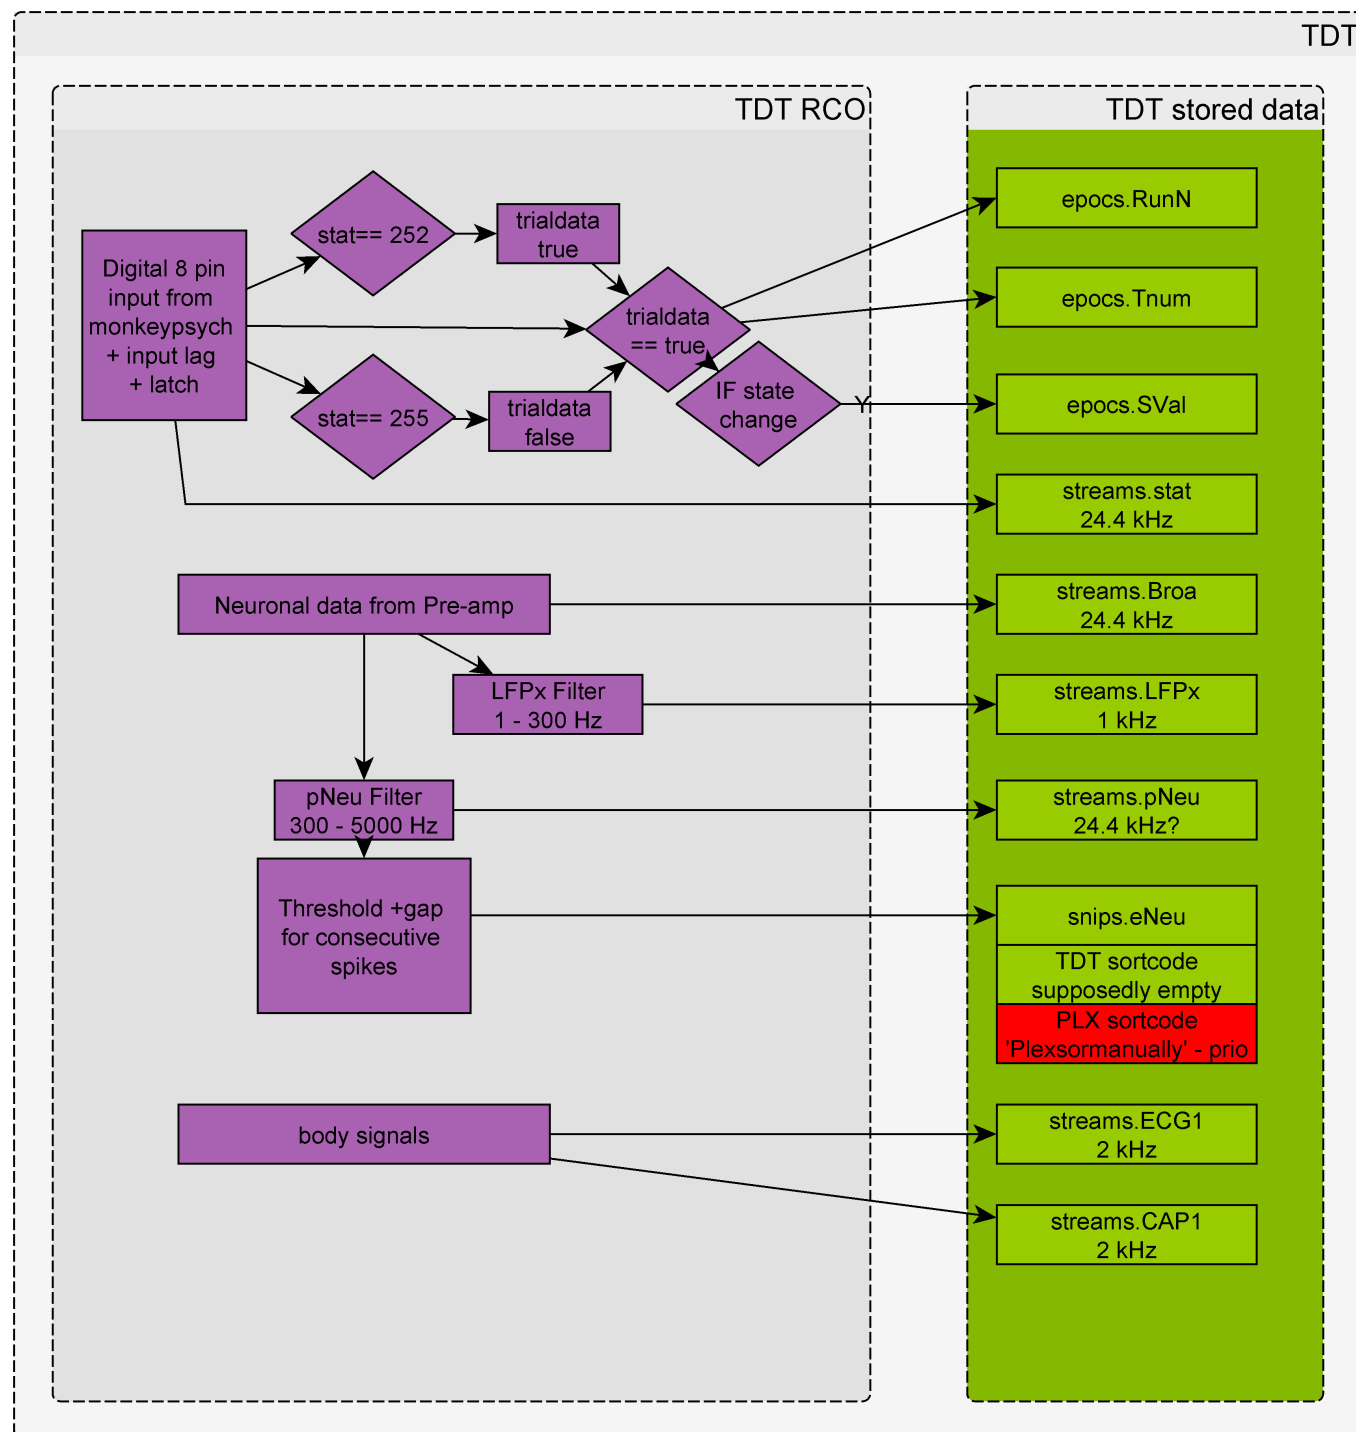 TDT
TDT RCO
TDT stored data
Digital 8 pin
input from
monkeypsych
+ input lag
+ latch
stat== 252
trialdata
true
stat== 255
trialdata
false
trialdata
== true
IF state
change
Y
epocs.RunN
epocs.Tnum
epocs.SVal
streams.stat
24.4 kHz
Neuronal data from Pre-amp
streams.Broa
24.4 kHz
LFPx Filter
1 - 300 Hz
streams.LFPx
1 kHz
pNeu Filter
300 - 5000 Hz
streams.pNeu
24.4 kHz?
Threshold +gap
for consecutive
spikes
snips.eNeu
TDT sortcode
supposedly empty
PLX sortcode
'Plexsormanually' - prio
body signals
streams.ECG1
2 kHz
streams.CAP1
2 kHz